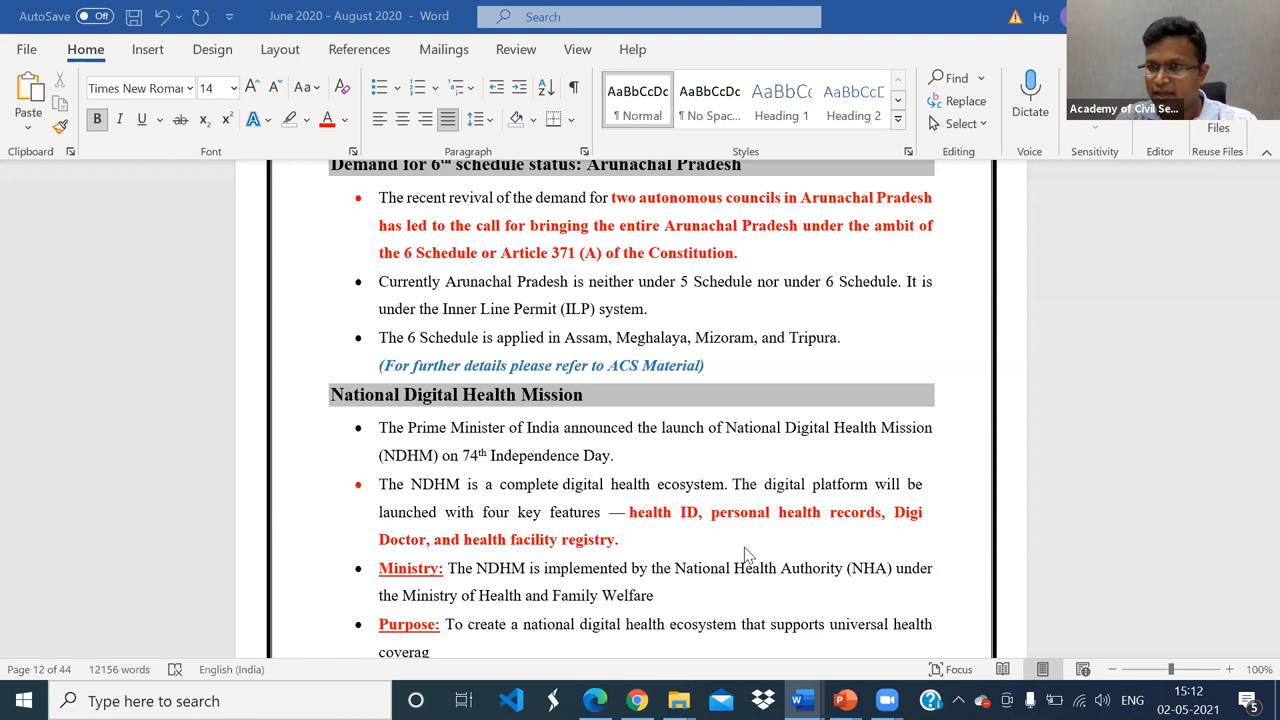 AutoSave Off June 2020 - August 2020 - Word Search Hp
File Home Insert Design Layout References Mailings Review View Help
Times New Roma 14 Aa AaBbCcDc AaBbCcDc AaBbCc AaBbCcD Find
Paste ¶ Normal ¶ No Spac... Heading 1 Heading 2 Replace Dictate
Select Files
Clipboard Font Paragraph Styles Editing Voice Sensitivity Editor Reuse Files
Academy of Civil Se...
Demand for 6th schedule status: Arunachal Pradesh
• The recent revival of the demand for two autonomous councils in Arunachal Pradesh
has led to the call for bringing the entire Arunachal Pradesh under the ambit of
the 6 Schedule or Article 371 (A) of the Constitution.
• Currently Arunachal Pradesh is neither under 5 Schedule nor under 6 Schedule. It is
under the Inner Line Permit (ILP) system.
• The 6 Schedule is applied in Assam, Meghalaya, Mizoram, and Tripura.
(For further details please refer to ACS Material)
National Digital Health Mission
• The Prime Minister of India announced the launch of National Digital Health Mission
(NDHM) on 74th Independence Day.
• The NDHM is a complete digital health ecosystem. The digital platform will be
launched with four key features — health ID, personal health records, Digi
Doctor, and health facility registry.
• Ministry: The NDHM is implemented by the National Health Authority (NHA) under
the Ministry of Health and Family Welfare
• Purpose: To create a national digital health ecosystem that supports universal health
coverag
Page 12 of 44 12156 words English (India) Focus 100%
Type here to search ENG 15:12
02-05-2021 5